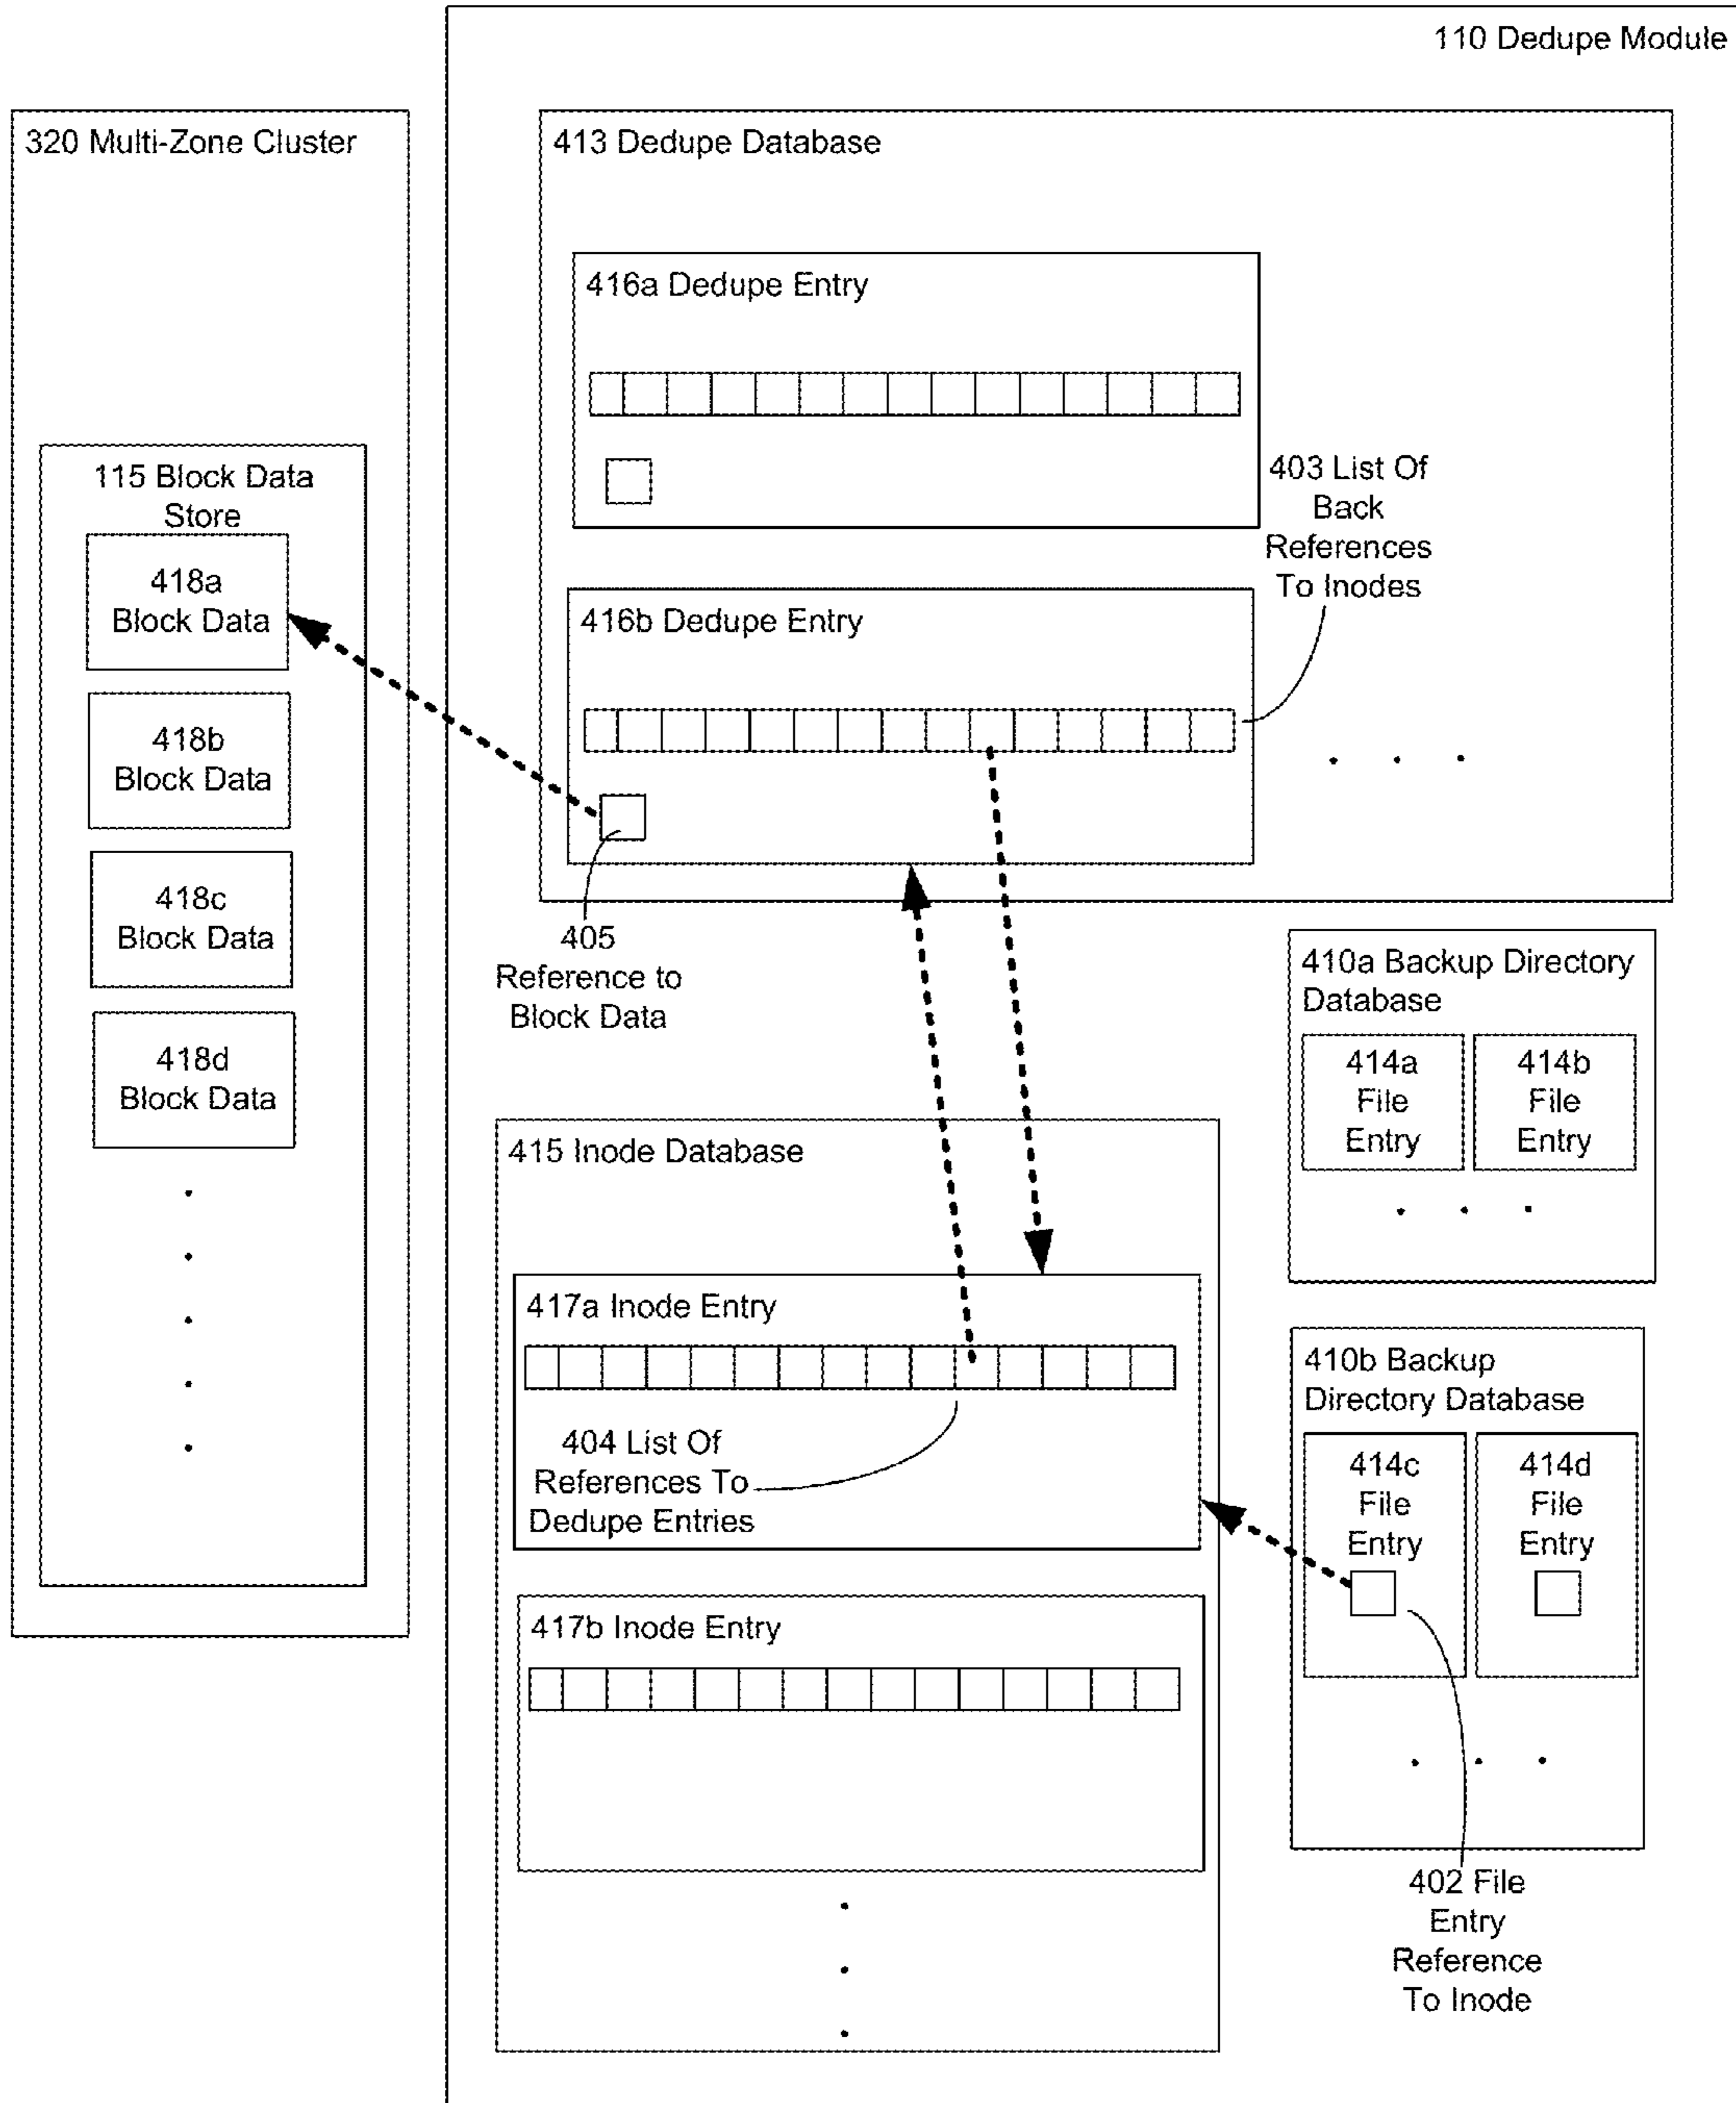 110 Dedupe Module
320 Multi-Zone Cluster
115 Block Data
Store
418a
Block Data
418b
Block Data
418c
Block Data
418d
Block Data
413 Dedupe Database
416a Dedupe Entry
403 List Of
Back
References
To Inodes
416b Dedupe Entry
405
Reference to
Block Data
410a Backup Directory
Database
414a
File
Entry
414b
File
Entry
415 Inode Database
417a Inode Entry
404 List Of
References To
Dedupe Entries
417b Inode Entry
410b Backup
Directory Database
414c
File
Entry
414d
File
Entry
402 File
Entry
Reference
To Inode